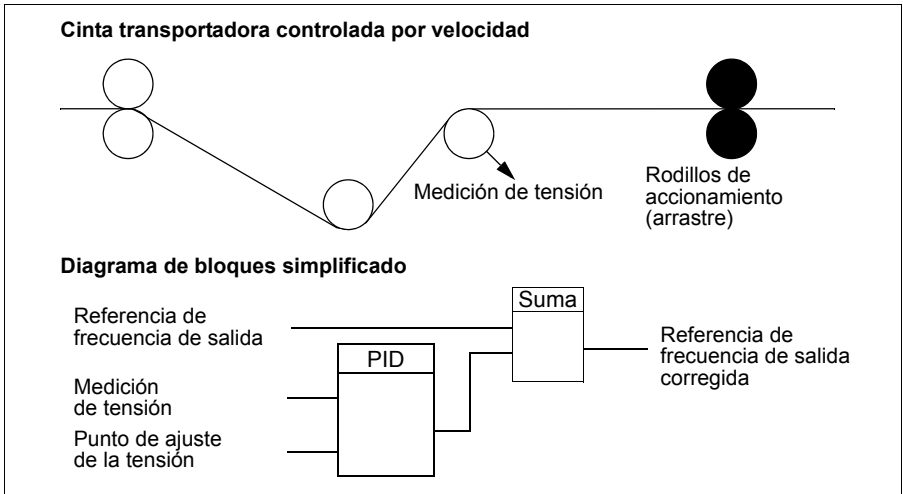 Cinta transportadora controlada por velocidad
Medición de tensión
Rodillos de
accionamiento
(arrastre)
Diagrama de bloques simplificado
Referencia de
frecuencia de salida
Medición
de tensión
Punto de ajuste
de la tensión
PID
Suma
Referencia de
frecuencia de salida
corregida